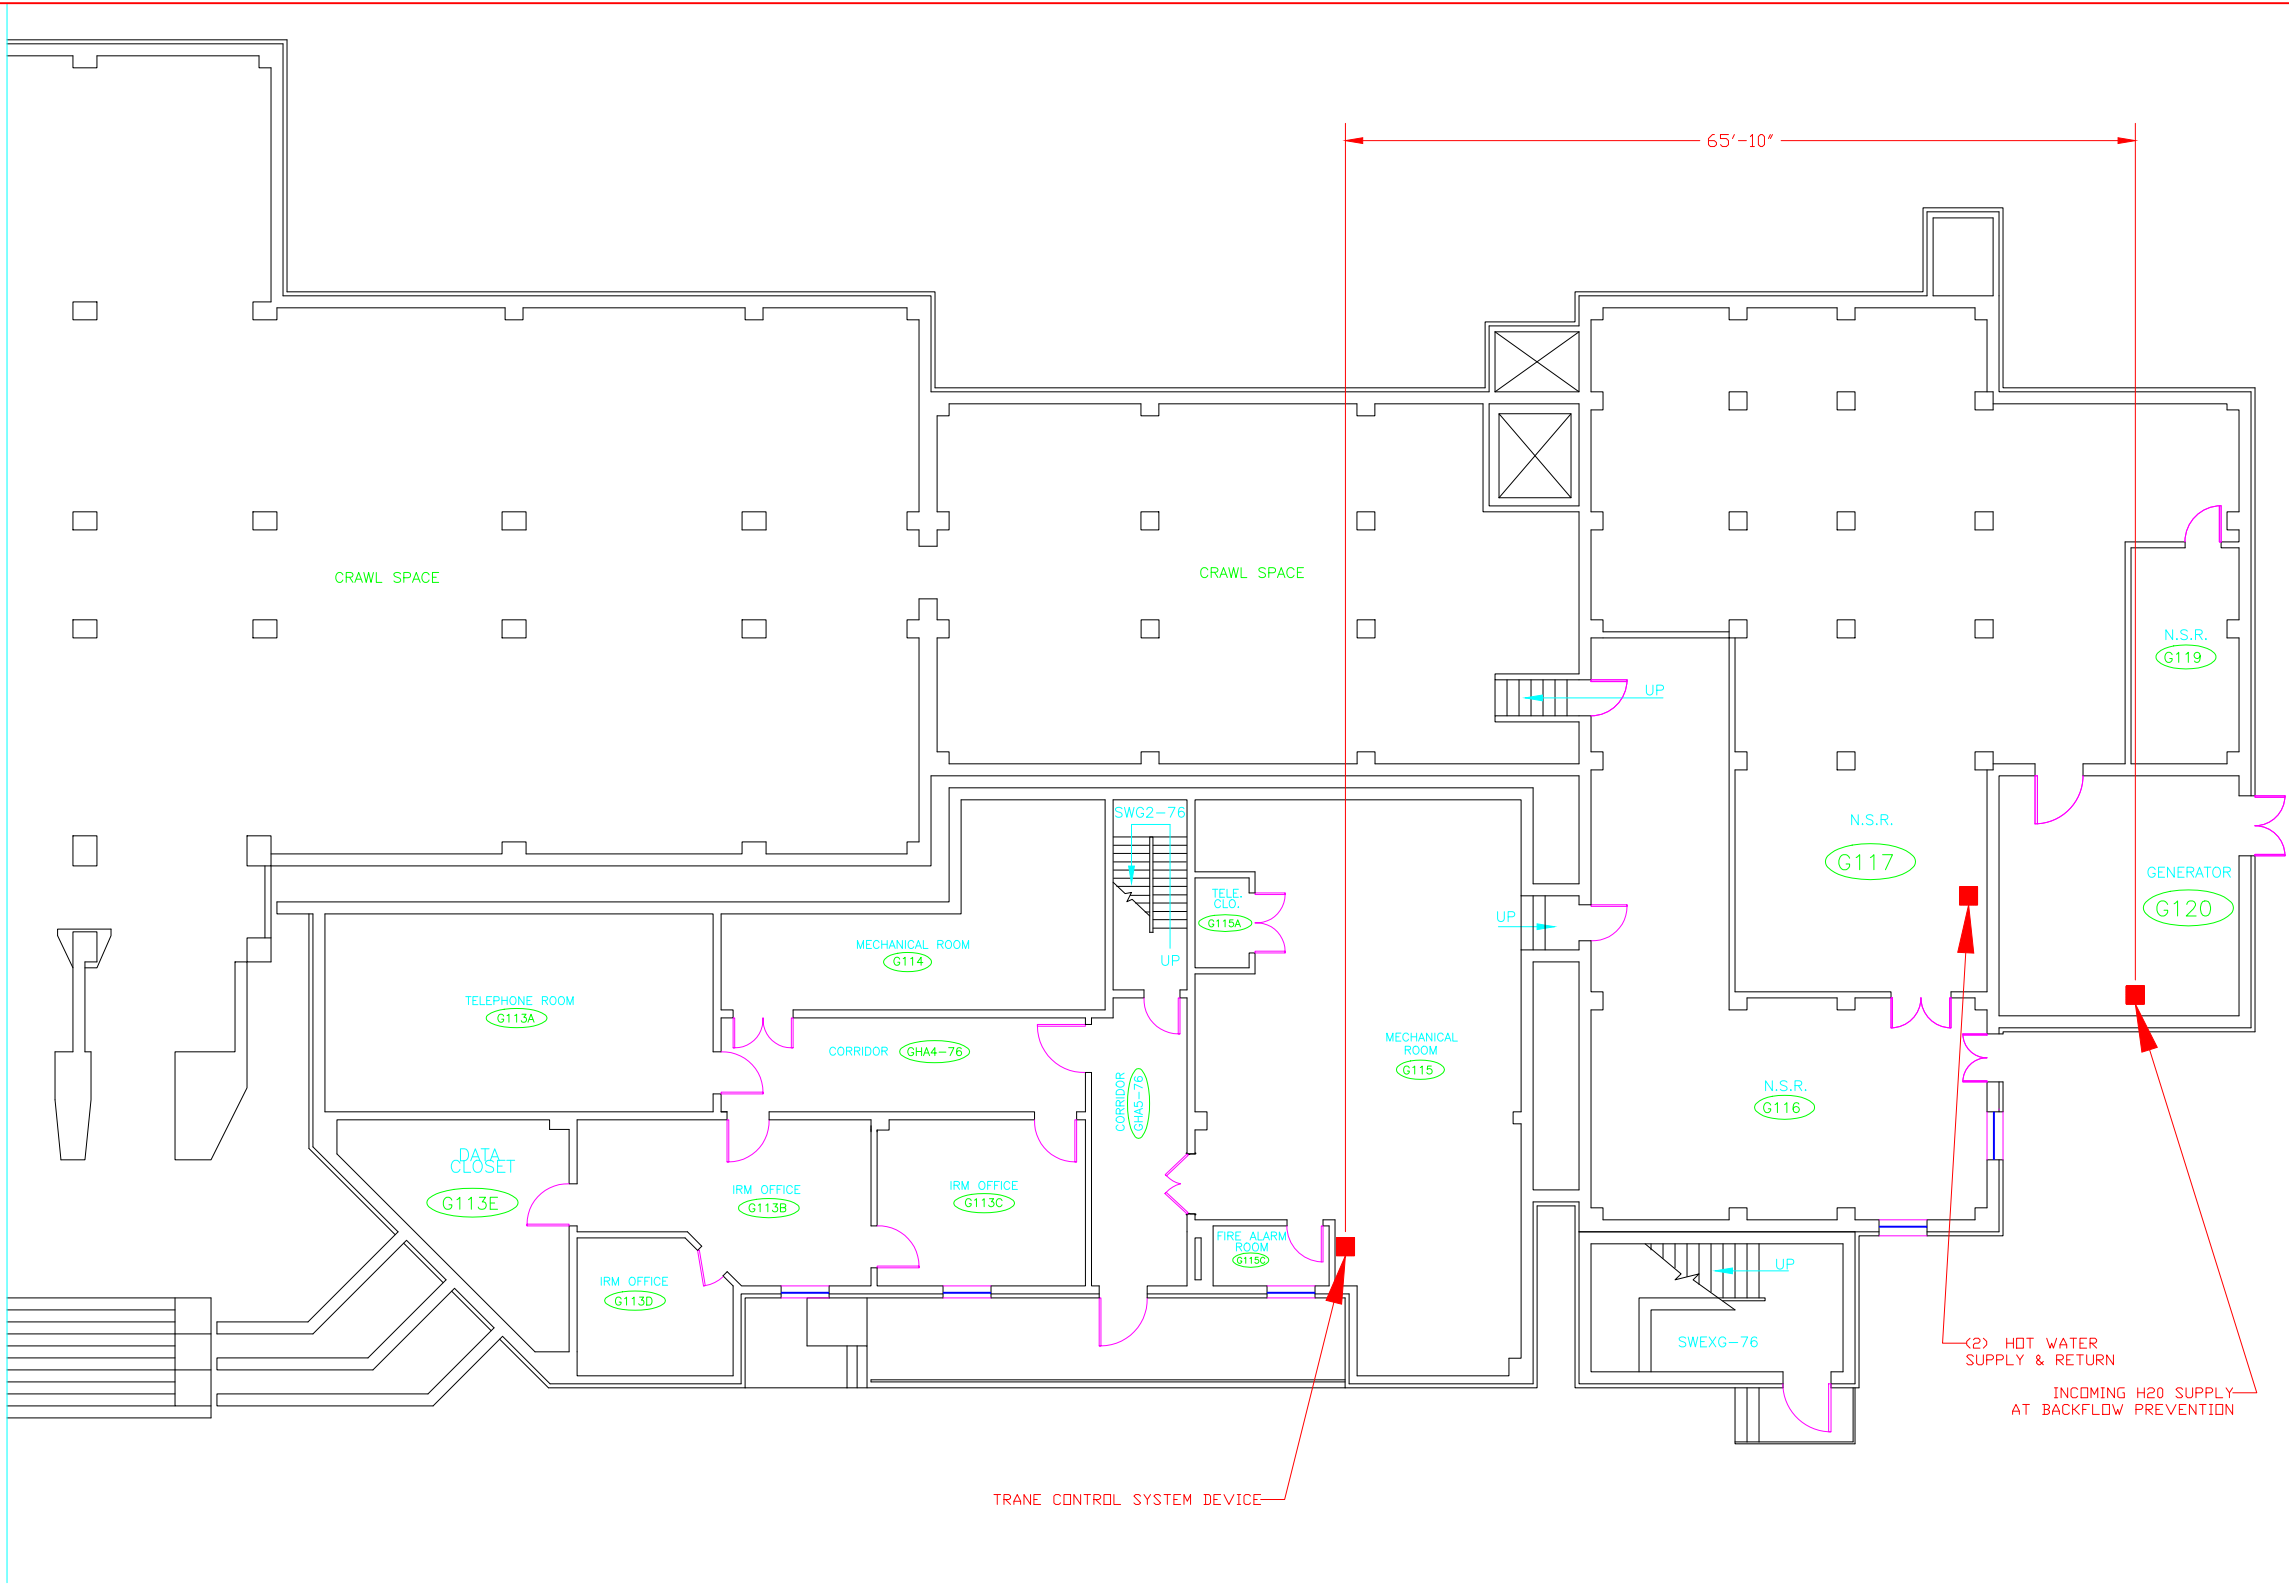 65'-10"
CRAWL SPACE
CRAWL SPACE
N.S.R.
G119
UP
SWG2-76
UP
TELE.
CLO.
G115A
UP
N.S.R.
G117
GENERATOR
G120
MECHANICAL ROOM
G114
TELEPHONE ROOM
G113A
CORRIDOR GHA4-76
CORRIDOR
GHA5-76
MECHANICAL
ROOM
G115
N.S.R.
G116
DATA
CLOSET
G113E
IRM OFFICE
G113B
IRM OFFICE
G113C
FIRE ALARM
ROOM
G115C
IRM OFFICE
G113D
UP
SWEXG-76
(2) HOT WATER
SUPPLY & RETURN
INCOMING H20 SUPPLY
AT BACKFLOW PREVENTION
TRANE CONTROL SYSTEM DEVICE